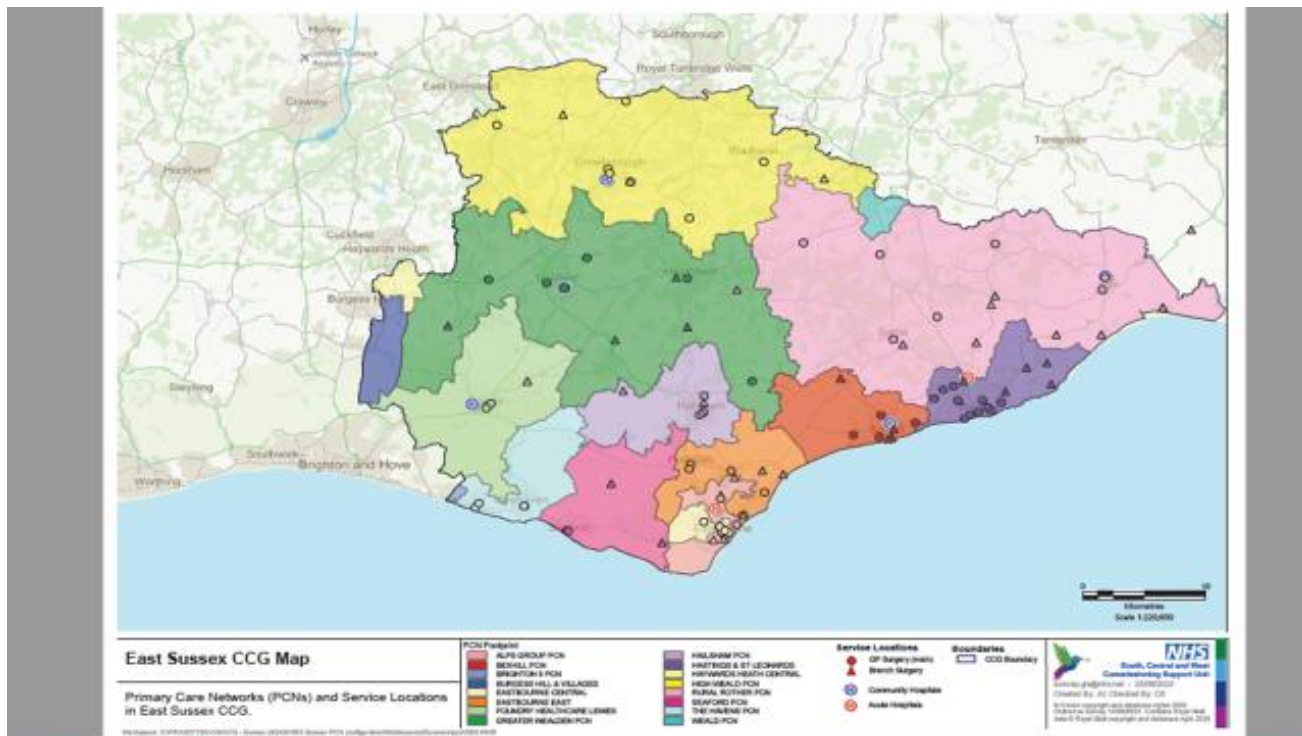 Horley
Southborough
Royal Tunbridge Wells
Airport
East Grinstead
Crawley
Tenterden
Horsham
Crowborough
Wadhurst
Cuckfield
Haywards Heath
Burgess
Steyning
Southwick
Brighton and Hove
Worthing
kilometres
Scale 1:220,000
East Sussex CCG Map
Primary Care Networks (PCNs) and Service Locations
in East Sussex CCG.
PCN Footprint
ALPS GROUP PCN
BEXHILL PCN
BRIGHTON 5 PCN
BURGESS HILL & VILLAGES
EASTBOURNE CENTRAL
EASTBOURNE EAST
FOUNDRY HEALTHCARE LEWES
GREATER WEALDEN PCN
HAILSHAM PCN
HASTINGS & ST LEONARDS
HAYWARDS HEATH CENTRAL
HIGH WEALD PCN
RURAL ROTHER PCN
SEAFORD PCN
THE HAVENS PCN
WEALD PCN
Service Locations
GP Surgery (main)
Branch Surgery
Community Hospitals
Acute Hospitals
Boundaries
CCG Boundary
NHS
South, Central and West
Commissioning Support Unit